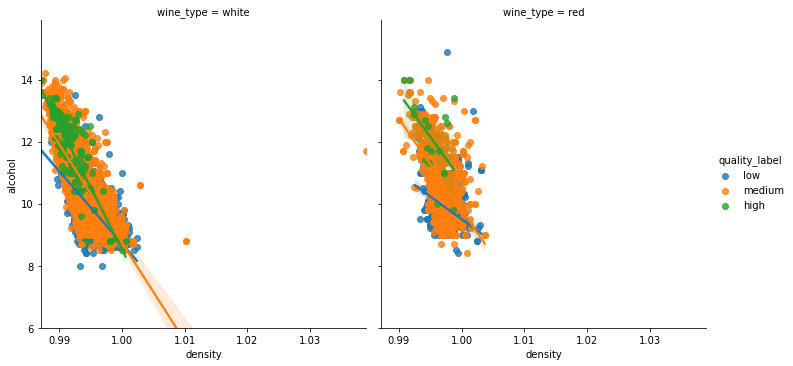 wine_type = white
wine_type = red
14
12
10
8
6
alcohol
0.99
1.00
1.01
1.02
1.03
density
0.99
1.00
1.01
1.02
1.03
density
quality_label
low
medium
high